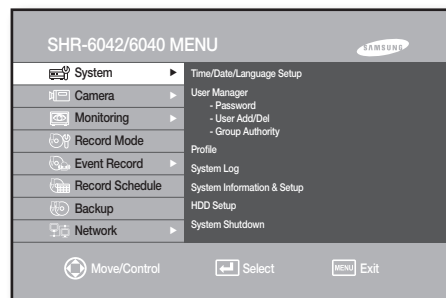 SHR-6042/6040 MENU
SAMSUNG
System
Camera
Monitoring
Record Mode
Event Record
Record Schedule
Backup
Network
Time/Date/Language Setup
User Manager
- Password
- User Add/Del
- Group Authority
Profile
System Log
System Information & Setup
HDD Setup
System Shutdown
Move/Control
Select
MENU Exit